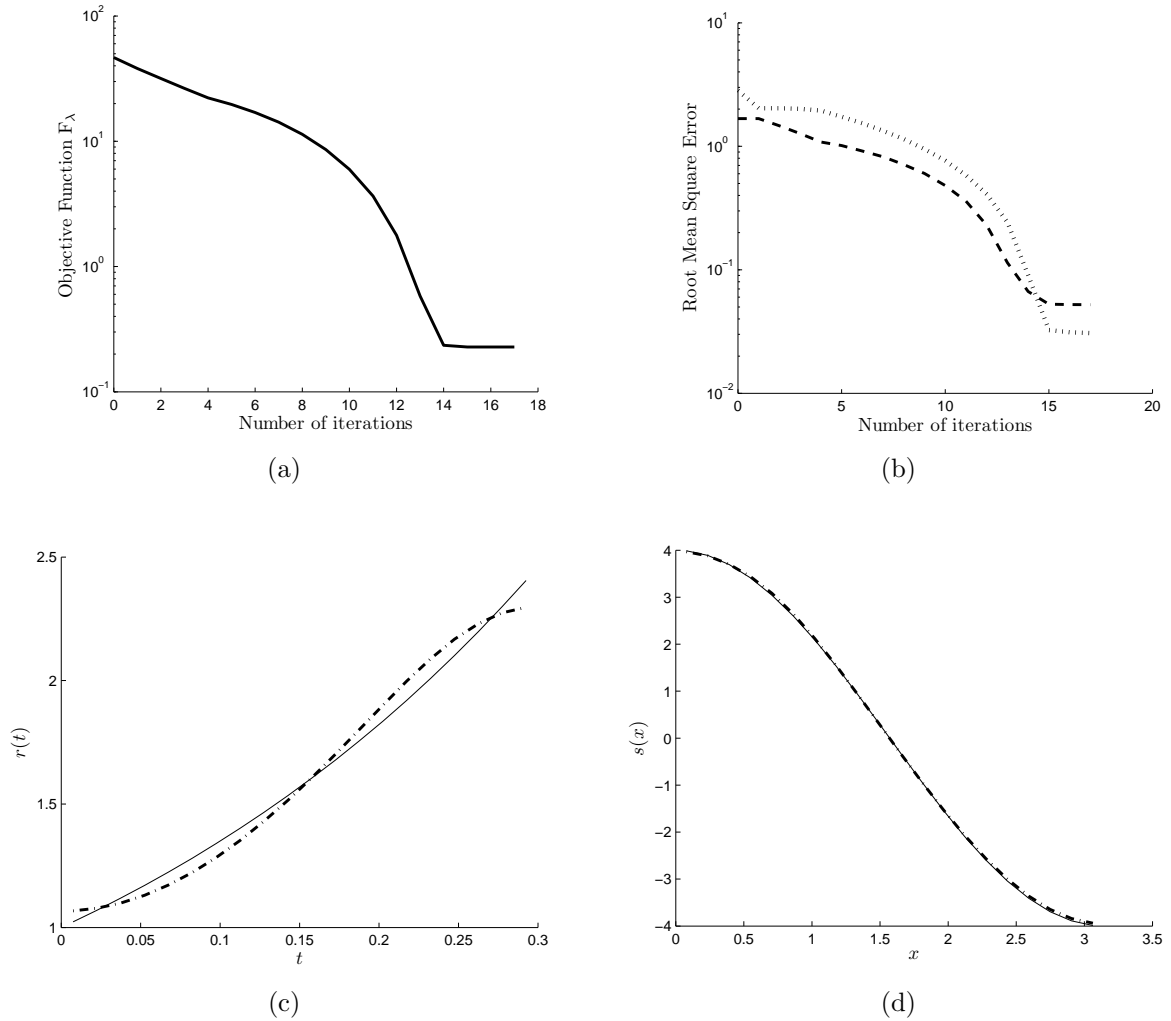 10^2
10^1
10^0
10^-1
Objective Function F_λ
0 2 4 6 8 10 12 14 16 18
Number of iterations
(a)
10^1
10^0
10^-1
10^-2
Root Mean Square Error
0 5 10 15 20
Number of iterations
(b)
2.5
2
1.5
1
r(t)
0 0.05 0.1 0.15 0.2 0.25 0.3
t
(c)
4
3
2
1
0
−1
−2
−3
−4
s(x)
0 0.5 1 1.5 2 2.5 3 3.5
x
(d)